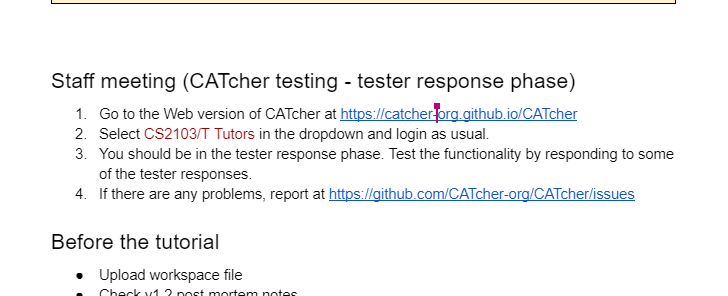 Staff meeting (CATcher testing - tester response phase)
1. Go to the Web version of CATcher at https://catcher-org.github.io/CATcher
2. Select CS2103/T Tutors in the dropdown and login as usual.
3. You should be in the tester response phase. Test the functionality by responding to some
of the tester responses.
4. If there are any problems, report at https://github.com/CATcher-org/CATcher/issues
Before the tutorial
● Upload workspace file
● Check v1.2 post mortem notes